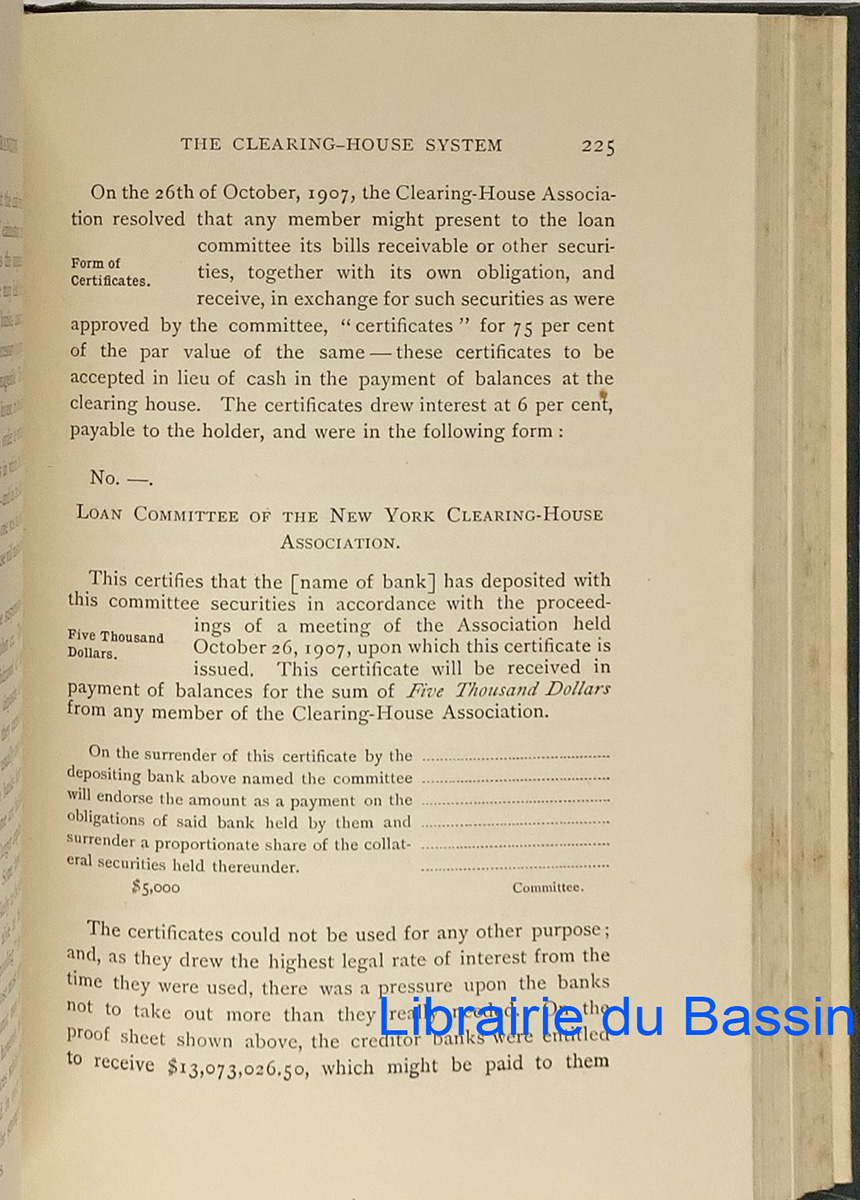 THE CLEARING-HOUSE SYSTEM 225
On the 26th of October, 1907, the Clearing-House Associa-
tion resolved that any member might present to the loan
committee its bills receivable or other securi-
Form of
Certificates.
ties, together with its own obligation, and
receive, in exchange for such securities as were
approved by the committee, “certificates” for 75 per cent
of the par value of the same — these certificates to be
accepted in lieu of cash in the payment of balances at the
clearing house. The certificates drew interest at 6 per cent,
payable to the holder, and were in the following form :
No. —.
LOAN COMMITTEE OF THE NEW YORK CLEARING-HOUSE
ASSOCIATION.
This certifies that the [name of bank] has deposited with
this committee securities in accordance with the proceed-
ings of a meeting of the Association held
Five Thousand
Dollars.
October 26, 1907, upon which this certificate is
issued. This certificate will be received in
payment of balances for the sum of Five Thousand Dollars
from any member of the Clearing-House Association.
On the surrender of this certificate by the
depositing bank above named the committee
will endorse the amount as a payment on the
obligations of said bank held by them and
surrender a proportionate share of the collat-
eral securities held thereunder.
$5,000 Committee.
The certificates could not be used for any other purpose;
and, as they drew the highest legal rate of interest from the
time they were used, there was a pressure upon the banks
not to take out more than they really needed. On the
proof sheet shown above, the creditor banks were entitled
to receive $13,073,026.50, which might be paid to them
Librairie du Bassin